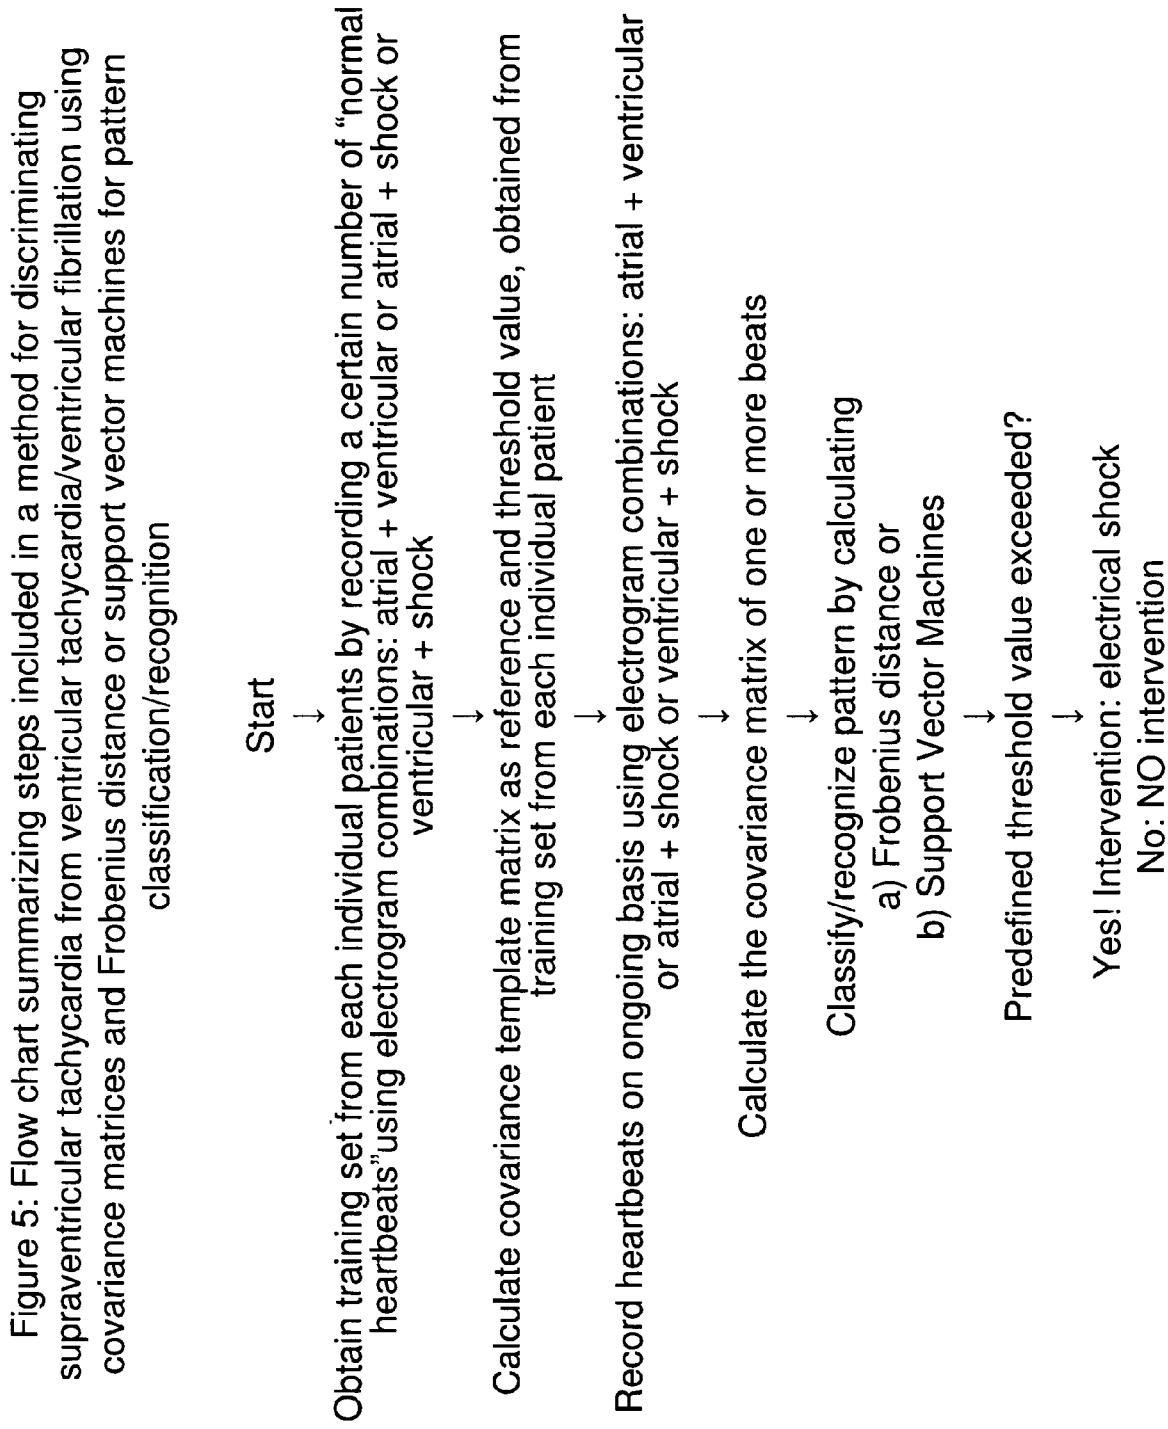 Figure 5: Flow chart summarizing steps included in a method for discriminating
supraventricular tachycardia from ventricular tachycardia/ventricular fibrillation using
covariance matrices and Frobenius distance or support vector machines for pattern
classification/recognition
Start
↓
Obtain training set from each individual patients by recording a certain number of “normal
heartbeats”using electrogram combinations: atrial + ventricular or atrial + shock or
ventricular + shock
↓
Calculate covariance template matrix as reference and threshold value, obtained from
training set from each individual patient
↓
Record heartbeats on ongoing basis using electrogram combinations: atrial + ventricular
or atrial + shock or ventricular + shock
↓
Calculate the covariance matrix of one or more beats
↓
Classify/recognize pattern by calculating
a) Frobenius distance or
b) Support Vector Machines
↓
Predefined threshold value exceeded?
↓
Yes! Intervention: electrical shock
No: NO intervention